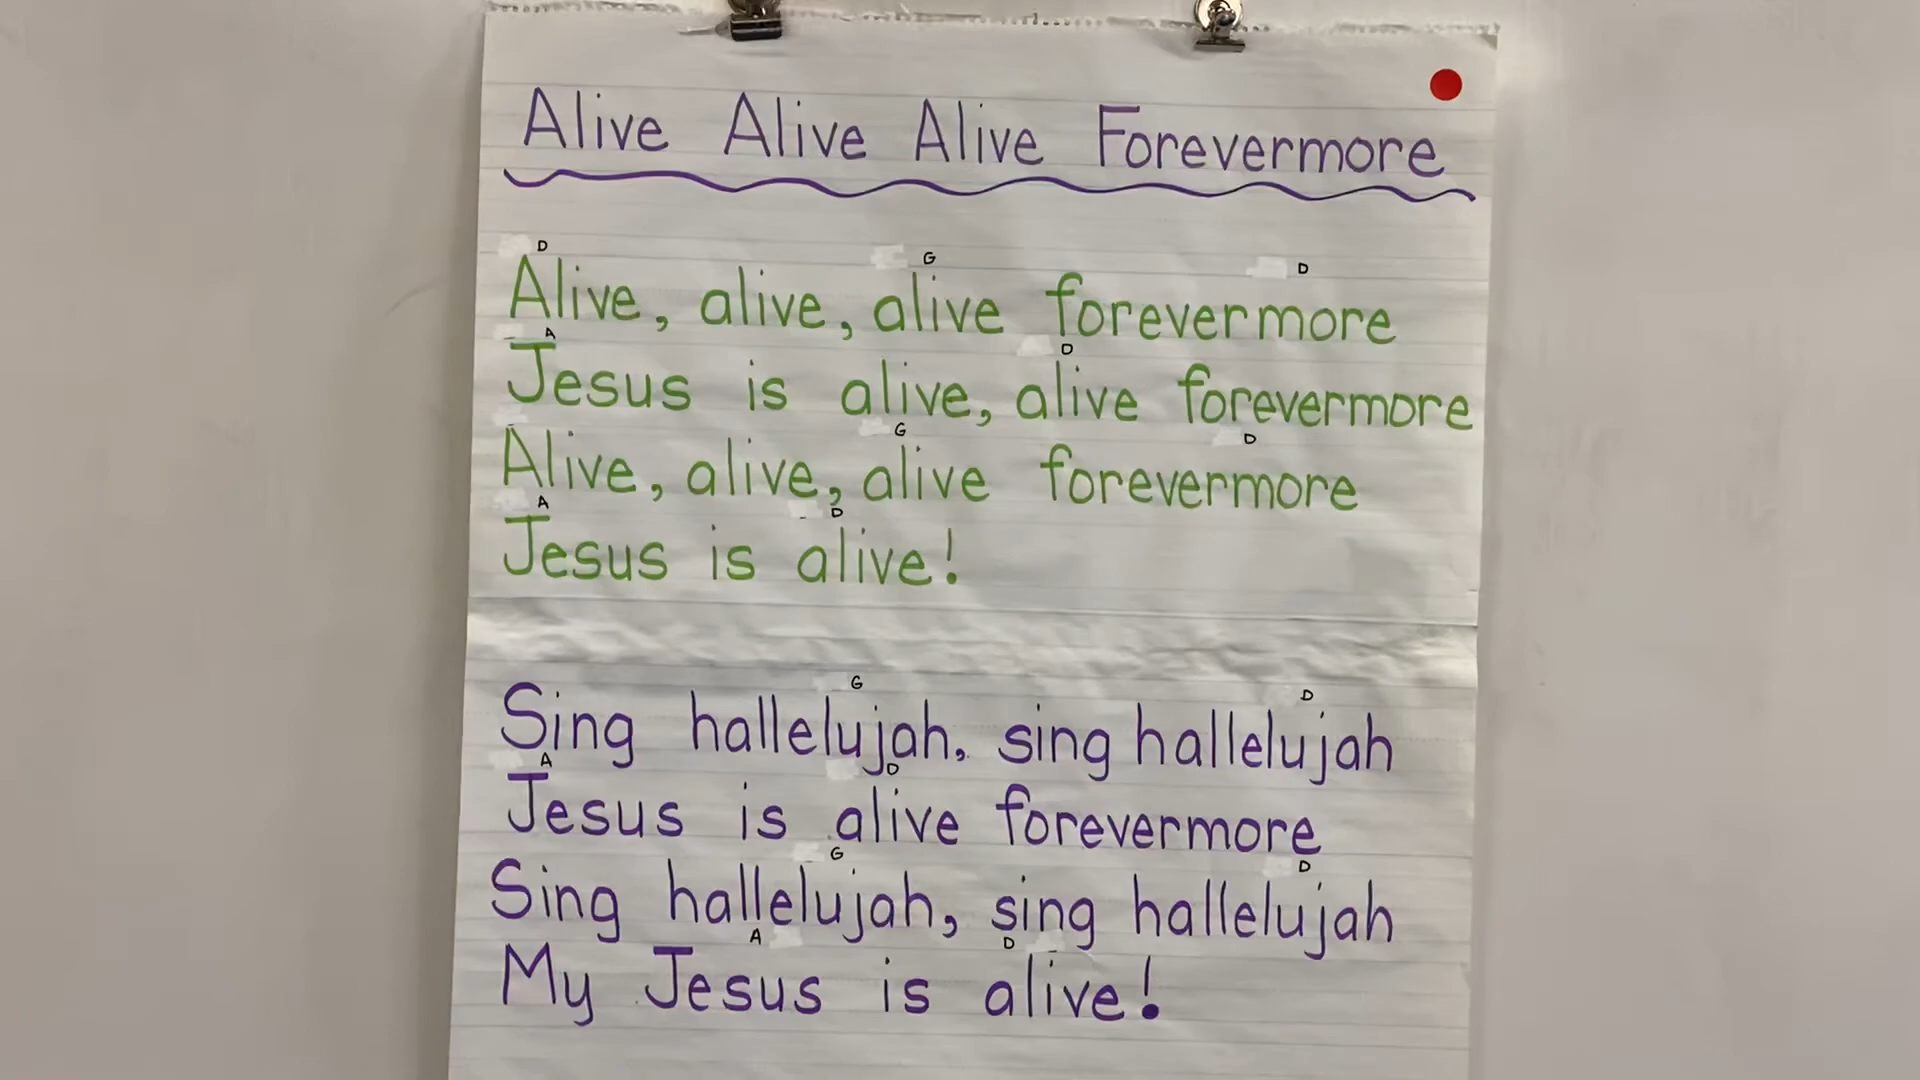 Alive Alive Alive Forevermore
D G D
Alive, alive, alive forevermore
A D
Jesus is alive, alive forevermore
G D
Alive, alive, alive forevermore
A D
Jesus is alive!
G D
Sing hallelujah, sing hallelujah
A D
Jesus is alive forevermore
G D
Sing hallelujah, sing hallelujah
A D
My Jesus is alive!